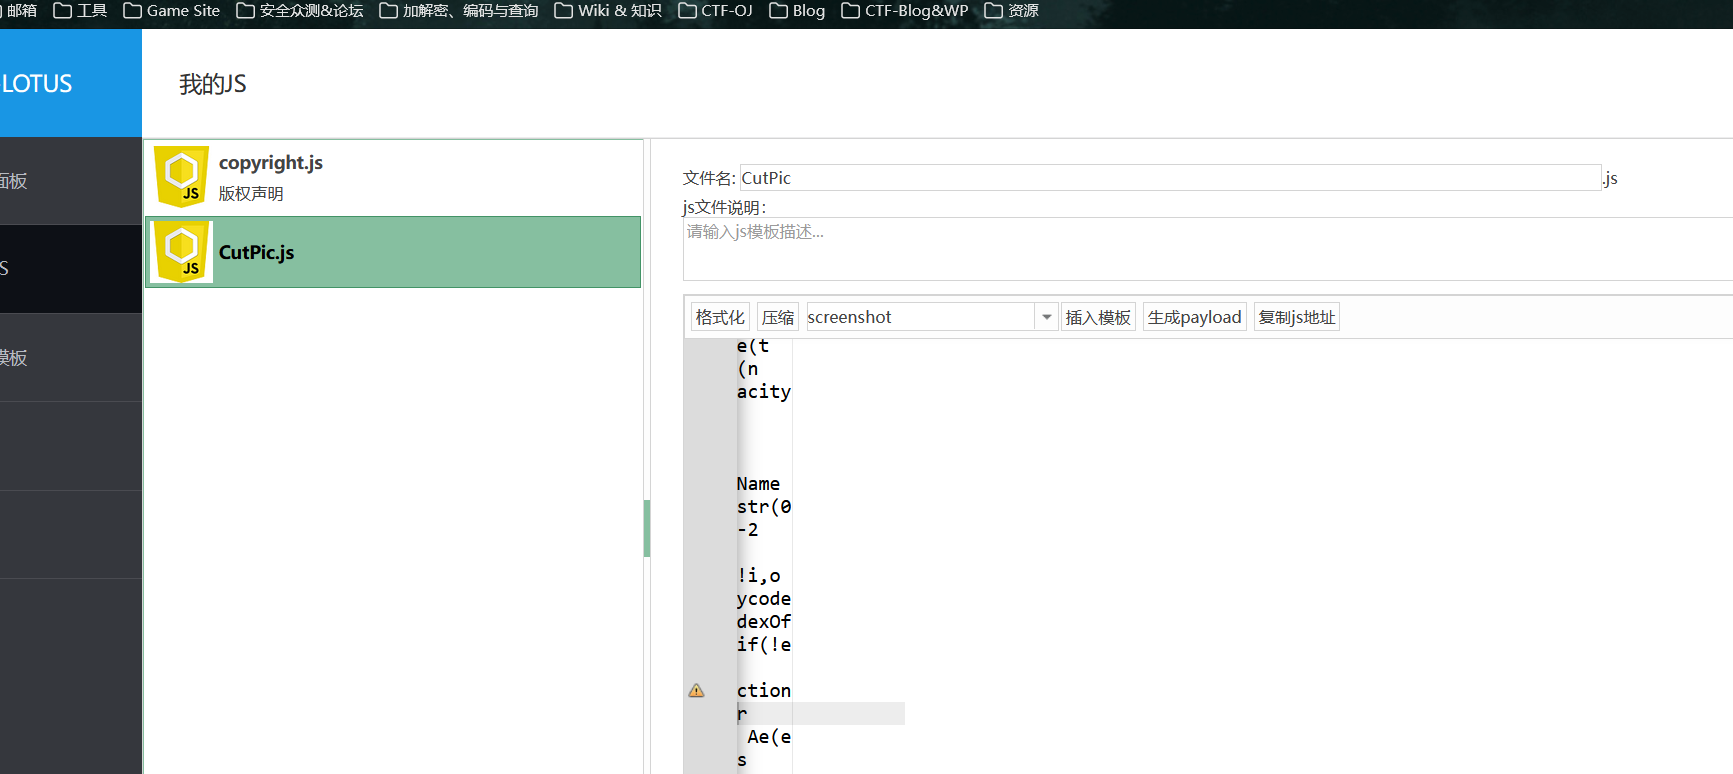 邮箱 工具 Game Site 安全众测&论坛 加解密、编码与查询 Wiki & 知识 CTF-OJ Blog CTF-Blog&WP 资源
LOTUS
我的JS
面板
S
模板
copyright.js
版权声明
CutPic.js
JS
JS
文件名: CutPic .js
js文件说明:
请输入js模板描述...
格式化 压缩 screenshot 插入模板 生成payload 复制js地址
e(t
(n
acity
Name
str(0
-2
!i,o
ycode
dexOf
if(!e
ction
r
Ae(e
s